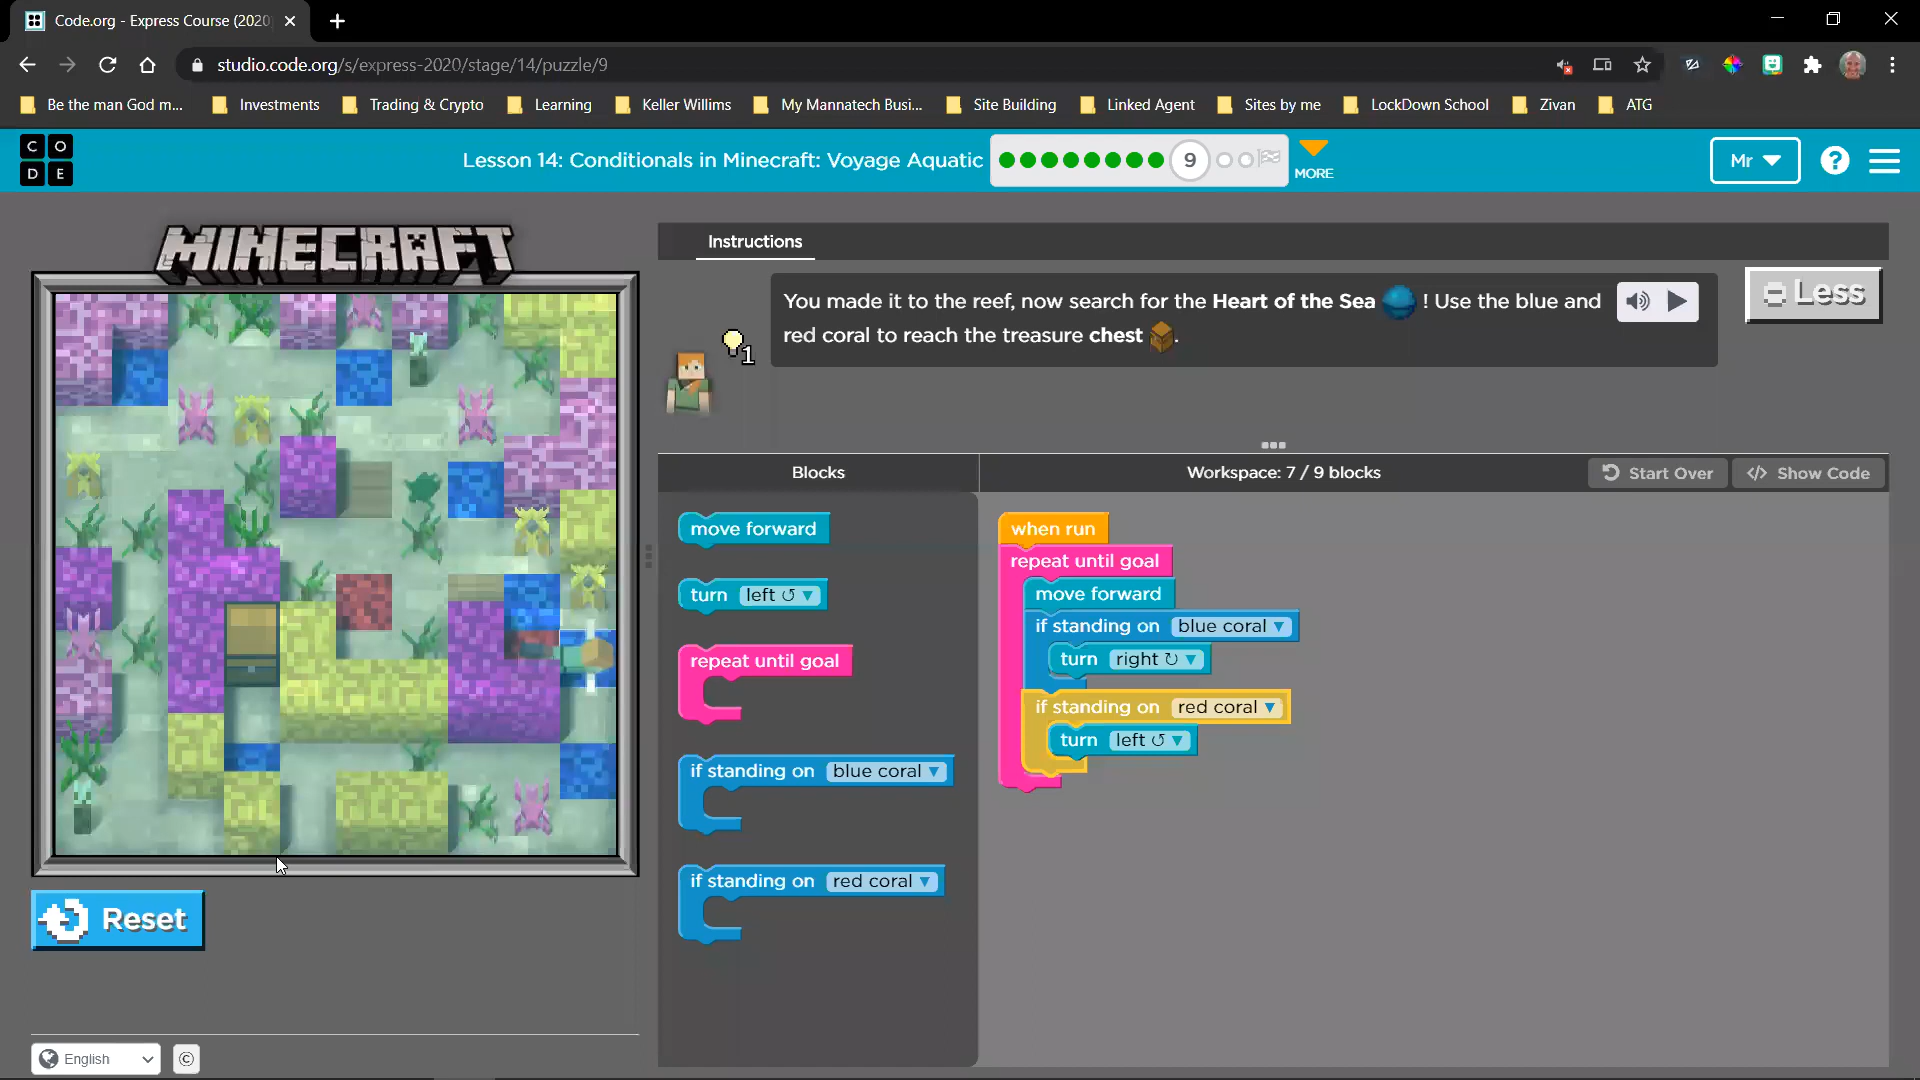 Code.org - Express Course (2020
studio.code.org/s/express-2020/stage/14/puzzle/9
Be the man God m... Investments Trading & Crypto Learning Keller Willims My Mannatech Busi... Site Building Linked Agent Sites by me LockDown School Zivan ATG
C O
D E
Lesson 14: Conditionals in Minecraft: Voyage Aquatic
9
MORE
Mr
?
MINECRAFT
Instructions
You made it to the reef, now search for the Heart of the Sea ! Use the blue and
red coral to reach the treasure chest .
1
Less
Blocks
Workspace: 7 / 9 blocks
Start Over
</> Show Code
move forward
turn left ↺ ▼
repeat until goal
if standing on blue coral ▼
if standing on red coral ▼
when run
repeat until goal
move forward
if standing on blue coral ▼
turn right ↻ ▼
if standing on red coral ▼
turn left ↺ ▼
Reset
English
©